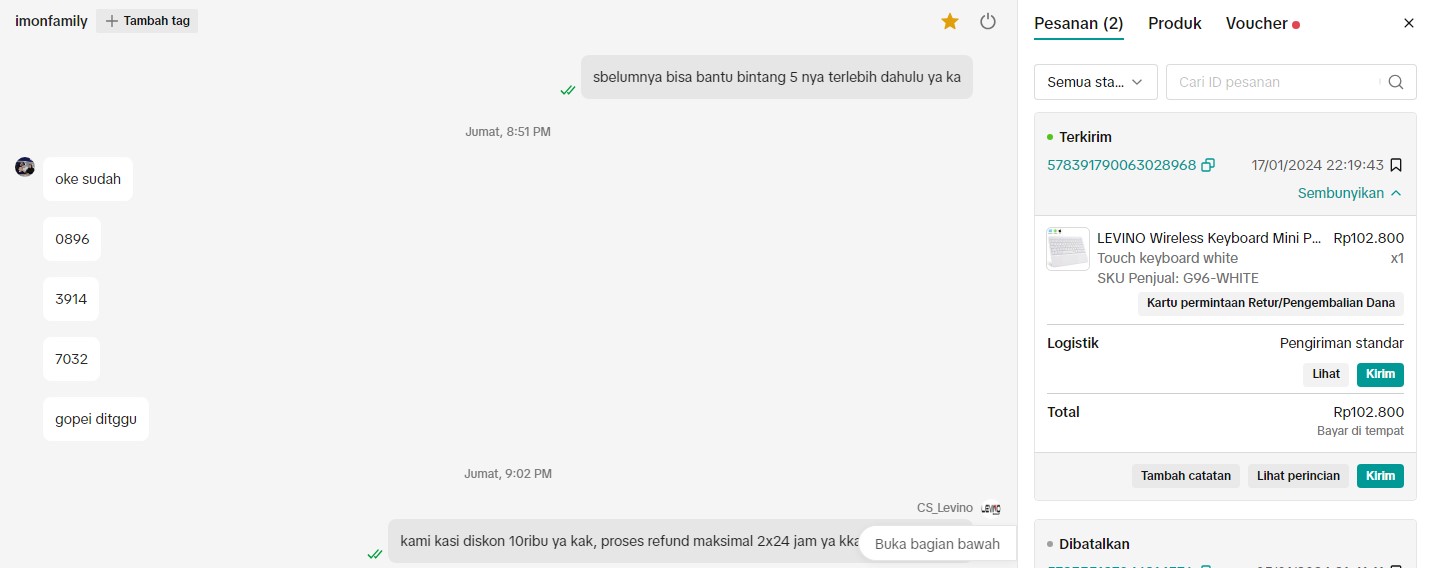 imonfamily
Tambah tag
sbelumnya bisa bantu bintang 5 nya terlebih dahulu ya ka
Jumat, 8:51 PM
oke sudah
0896
3914
7032
gopei ditggu
Jumat, 9:02 PM
CS_Levino
kami kasi diskon 10ribu ya kak, proses refund maksimal 2x24 jam ya kka
Buka bagian bawah
Pesanan (2)
Produk
Voucher
Semua sta...
Cari ID pesanan
Terkirim
578391790063028968
17/01/2024 22:19:43
Sembunyikan
LEVINO Wireless Keyboard Mini P... Rp102.800
Touch keyboard white x1
SKU Penjual: G96-WHITE
Kartu permintaan Retur/Pengembalian Dana
Logistik Pengiriman standar
Lihat Kirim
Total Rp102.800
Bayar di tempat
Tambah catatan Lihat perincian Kirim
Dibatalkan